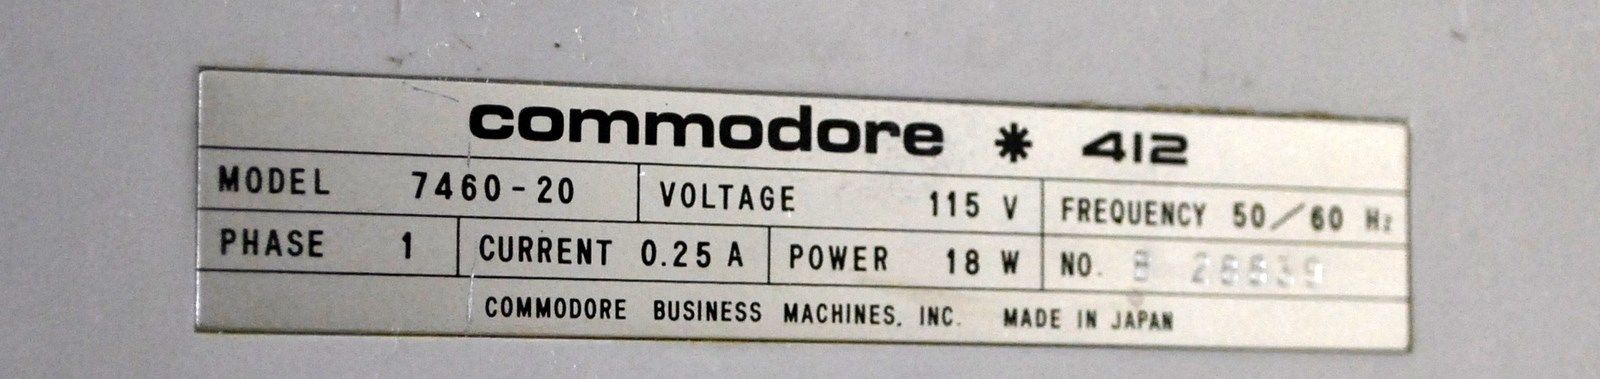 commodore * 412
MODEL 7460-20 VOLTAGE 115 V FREQUENCY 50/60 Hz
PHASE 1 CURRENT 0.25 A POWER 18 W NO.
COMMODORE BUSINESS MACHINES, INC. MADE IN JAPAN